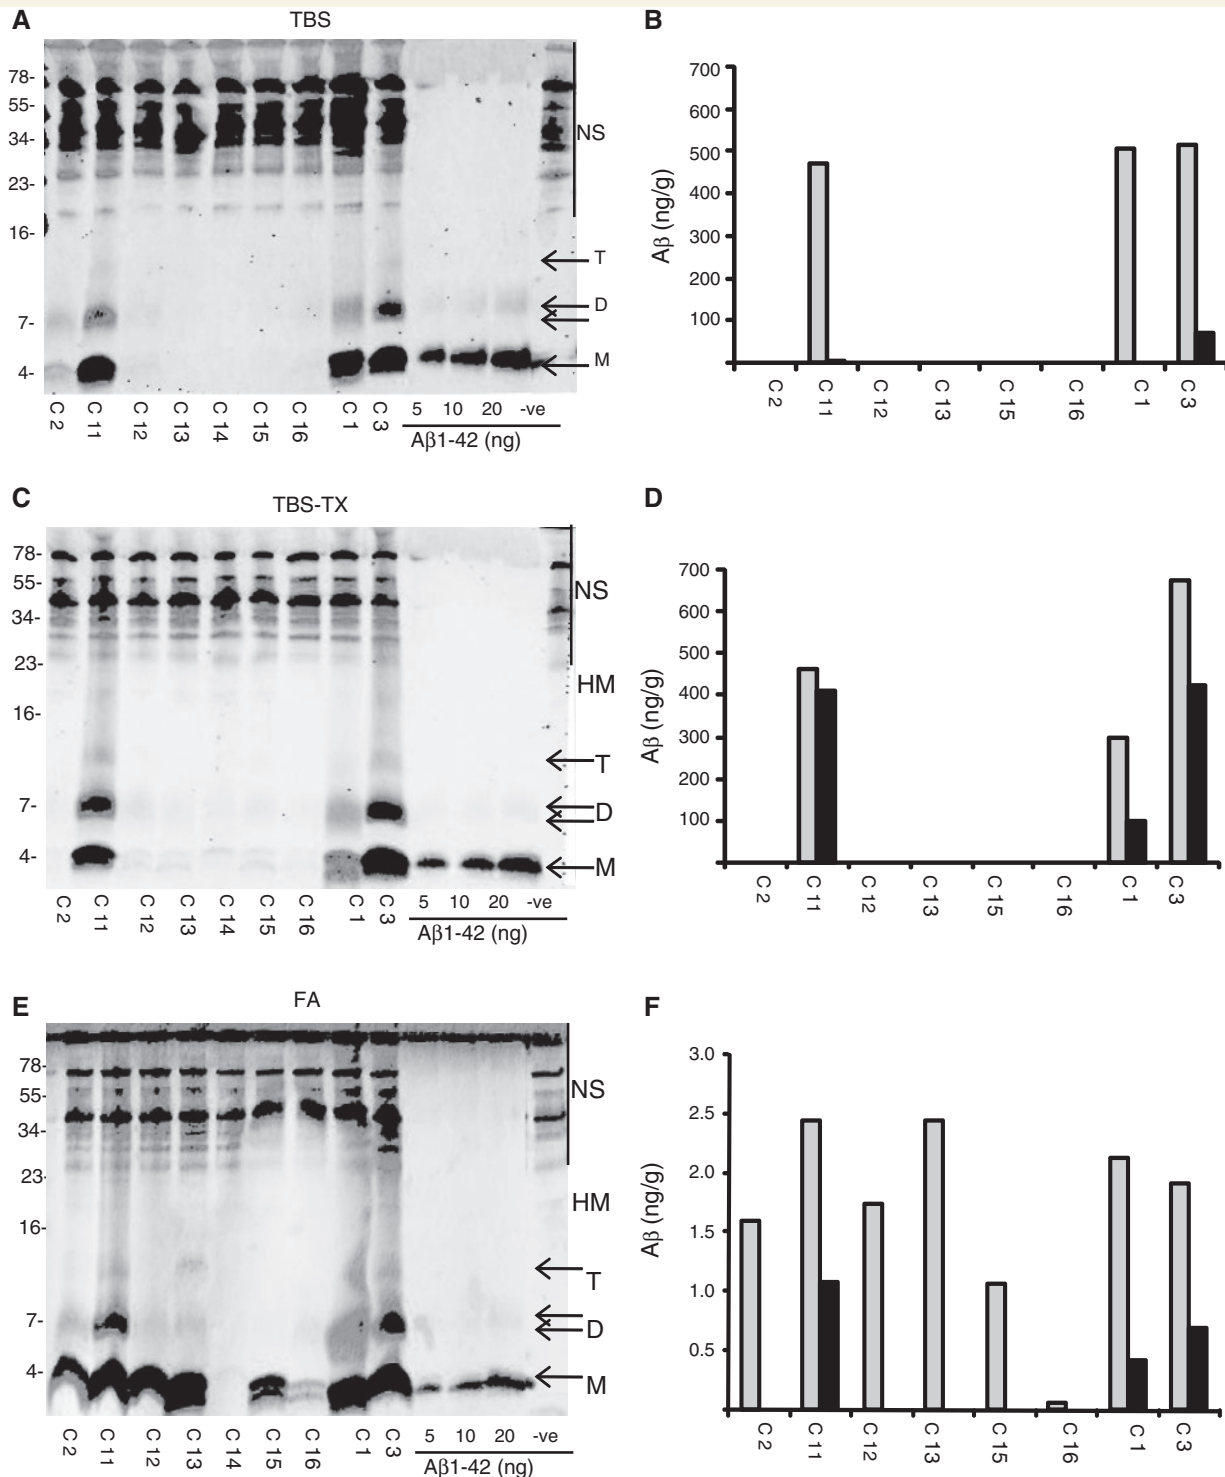 A
TBS
78-
55-
34-
23-
16-
7-
4-
NS
T
D
M
C 2
C 11
C 12
C 13
C 14
C 15
C 16
C 1
C 3
5 10 20 -ve
Aβ1-42 (ng)
B
Aβ (ng/g)
700
600
500
400
300
200
100
C 2
C 11
C 12
C 13
C 15
C 16
C 1
C 3
C
TBS-TX
78-
55-
34-
23-
16-
7-
4-
NS
HM
T
D
M
C 2
C 11
C 12
C 13
C 14
C 15
C 16
C 1
C 3
5 10 20 -ve
Aβ1-42 (ng)
D
Aβ (ng/g)
700
600
500
400
300
200
100
C 2
C 11
C 12
C 13
C 15
C 16
C 1
C 3
E
FA
78-
55-
34-
23-
16-
7-
4-
NS
HM
T
D
M
C 2
C 11
C 12
C 13
C 14
C 15
C 16
C 1
C 3
5 10 20 -ve
Aβ1-42 (ng)
F
Aβ (ng/g)
3.0
2.5
2.0
1.5
1.0
0.5
C 2
C 11
C 12
C 13
C 15
C 16
C 1
C 3